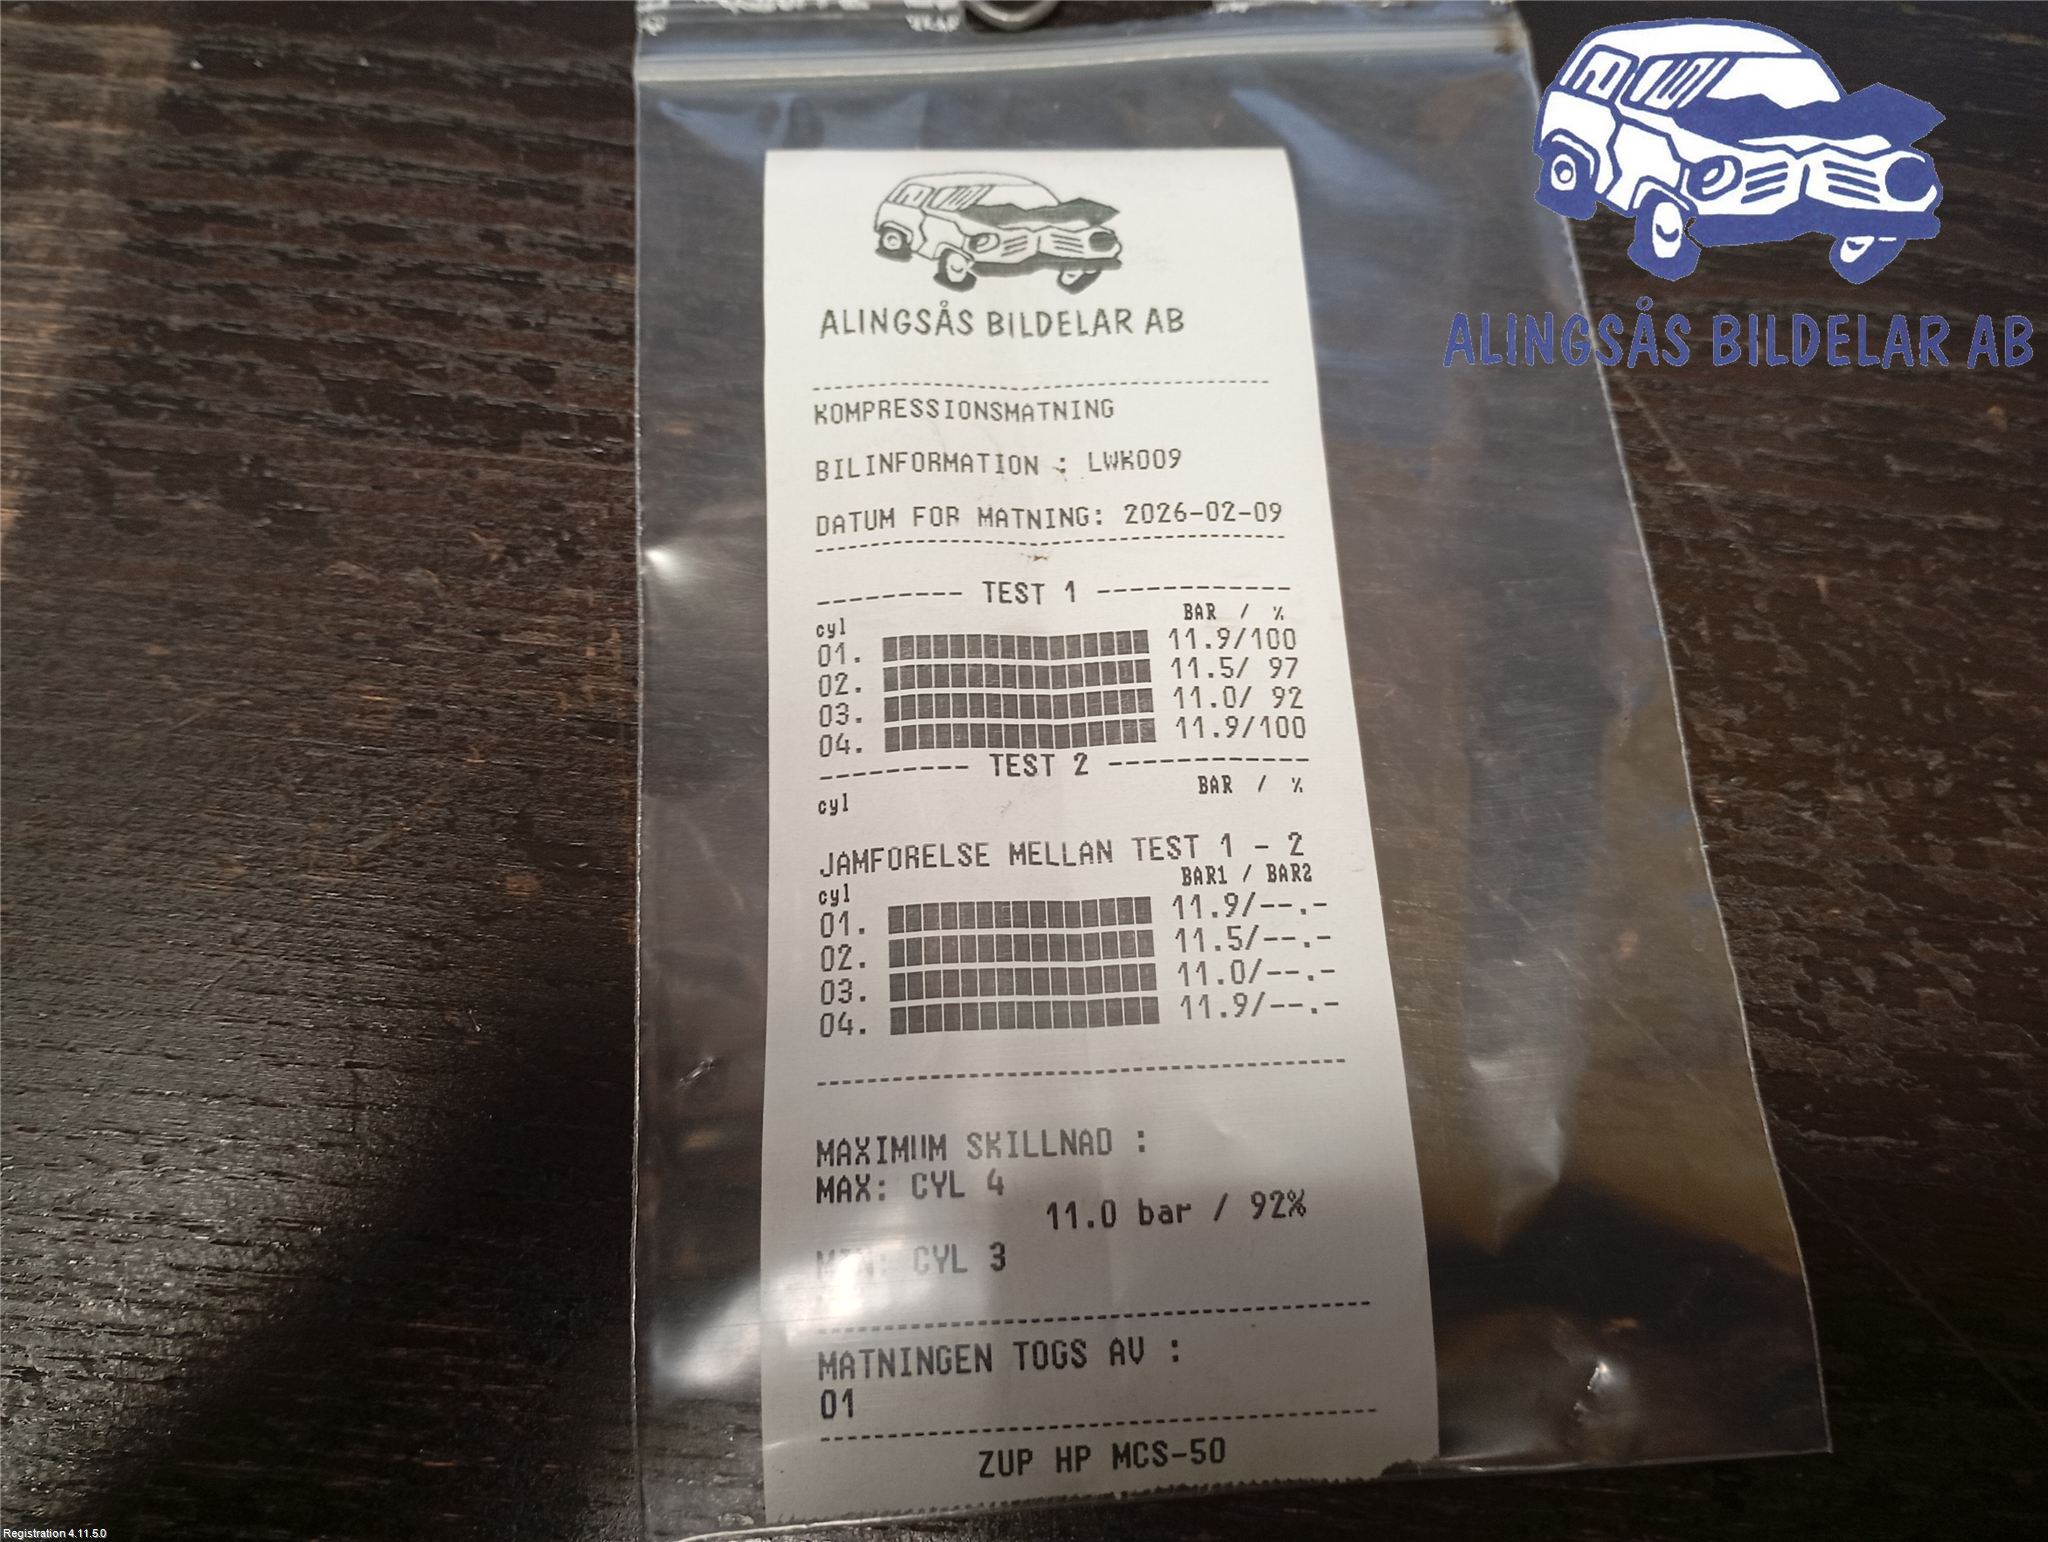 ALINGSÅS BILDELAR AB
ALINGSÅS BILDELAR AB
KOMPRESSIONSMATNING
BILINFORMATION : LWK009
DATUM FOR MATNING: 2026-02-09
--------- TEST 1 ------------
cyl BAR / %
01. 11.9/100
02. 11.5/ 97
03. 11.0/ 92
04. 11.9/100
--------- TEST 2 ------------
cyl BAR / %
JAMFORELSE MELLAN TEST 1 - 2
cyl BAR1 / BAR2
01. 11.9/--.-
02. 11.5/--.-
03. 11.0/--.-
04. 11.9/--.-
MAXIMUM SKILLNAD :
MAX: CYL 4
11.0 bar / 92%
MIN: CYL 3
MATNINGEN TOGS AV :
01
ZUP HP MCS-50
Registration 4.11.5.0